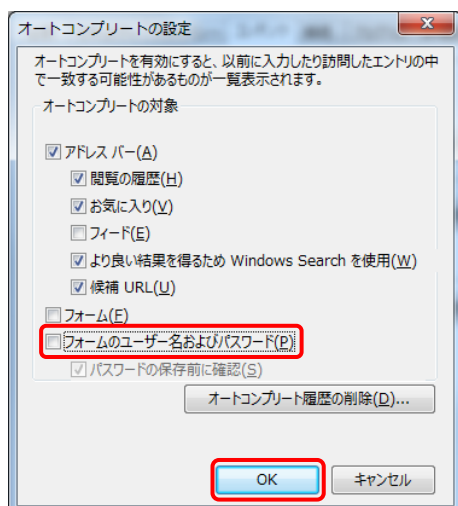 オートコンプリートの設定
オートコンプリートを有効にすると、以前に入力したり訪問したエントリの中
で一致する可能性があるものが一覧表示されます。
オートコンプリートの対象
アドレス バー(A)
閲覧の履歴(H)
お気に入り(V)
フィード(E)
より良い結果を得るため Windows Search を使用(W)
候補 URL(U)
フォーム(F)
フォームのユーザー名およびパスワード(P)
パスワードの保存前に確認(S)
オートコンプリート履歴の削除(D)...
OK
キャンセル